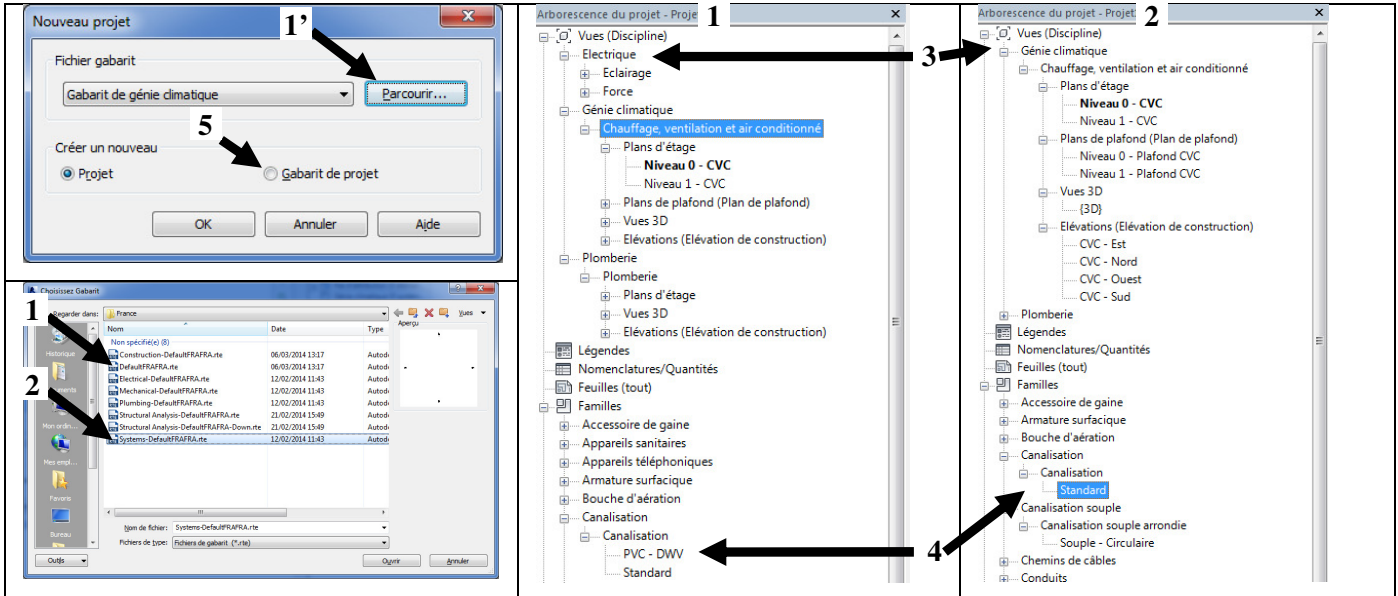 Nouveau projet
1'
Fichier gabarit
Gabarit de génie climatique
Parcourir...
5
Créer un nouveau
Projet
Gabarit de projet
OK
Annuler
Aide
Choisissez Gabarit
1
Regarder dans:
France
Vues
Nom
Date
Type
Aperçu
Non spécifié(e) (8)
Historique
Construction-DefaultFRAFRA.rte 06/03/2014 13:17 Autod
DefaultFRAFRA.rte 06/03/2014 13:17 Autod
Electrical-DefaultFRAFRA.rte 12/02/2014 11:43 Autod
2
Mechanical-DefaultFRAFRA.rte 12/02/2014 11:43 Autod
Plumbing-DefaultFRAFRA.rte 12/02/2014 11:43 Autod
Structural Analysis-DefaultFRAFRA.rte 21/02/2014 15:49 Autod
Structural Analysis-DefaultFRAFRA-Down.rte 21/02/2014 15:49 Autod
Systems-DefaultFRAFRA.rte 12/02/2014 11:43 Autod
Mon ordin...
Mes empl...
Favoris
Bureau
Nom de fichier: Systems-DefaultFRAFRA.rte
Fichiers de type: Fichiers de gabarit (*.rte)
Outils
Ouvrir
Annuler
Arborescence du projet - Proje
1
Vues (Discipline)
Electrique
3
Eclairage
Force
Génie climatique
Chauffage, ventilation et air conditionné
Plans d'étage
Niveau 0 - CVC
Niveau 1 - CVC
Plans de plafond (Plan de plafond)
Vues 3D
Elévations (Elévation de construction)
Plomberie
Plomberie
Plans d'étage
Vues 3D
Elévations (Elévation de construction)
Légendes
Nomenclatures/Quantités
Feuilles (tout)
Familles
Accessoire de gaine
Appareils sanitaires
Appareils téléphoniques
Armature surfacique
Bouche d'aération
Canalisation
Canalisation
PVC - DWV
4
Standard
Arborescence du projet - Projet
2
Vues (Discipline)
Génie climatique
Chauffage, ventilation et air conditionné
Plans d'étage
Niveau 0 - CVC
Niveau 1 - CVC
Plans de plafond (Plan de plafond)
Niveau 0 - Plafond CVC
Niveau 1 - Plafond CVC
Vues 3D
{3D}
Elévations (Elévation de construction)
CVC - Est
CVC - Nord
CVC - Ouest
CVC - Sud
Plomberie
Légendes
Nomenclatures/Quantités
Feuilles (tout)
Familles
Accessoire de gaine
Armature surfacique
Bouche d'aération
Canalisation
Canalisation
Standard
Canalisation souple
Canalisation souple arrondie
Souple - Circulaire
Chemins de câbles
Conduits